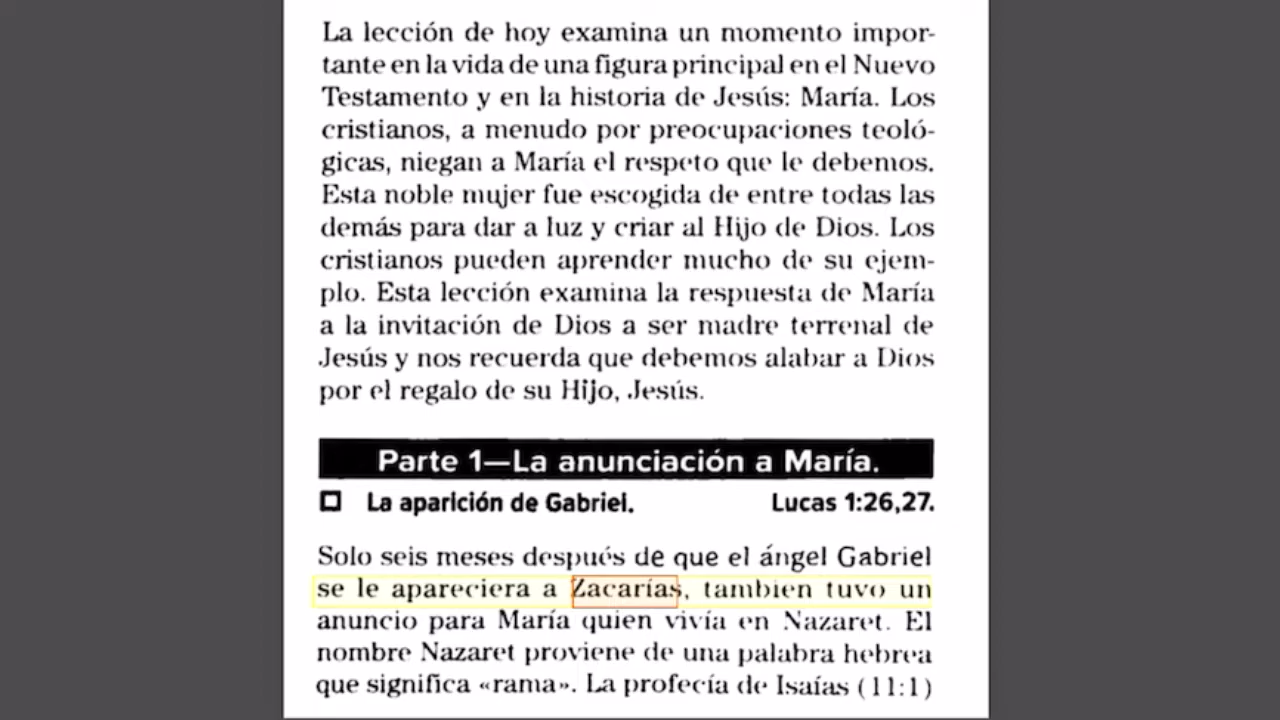 La lección de hoy examina un momento impor-
tante en la vida de una figura principal en el Nuevo
Testamento y en la historia de Jesús: María. Los
cristianos, a menudo por preocupaciones teoló-
gicas, niegan a María el respeto que le debemos.
Esta noble mujer fue escogida de entre todas las
demás para dar a luz y criar al Hijo de Dios. Los
cristianos pueden aprender mucho de su ejem-
plo. Esta lección examina la respuesta de María
a la invitación de Dios a ser madre terrenal de
Jesús y nos recuerda que debemos alabar a Dios
por el regalo de su Hijo, Jesús.
Parte 1—La anunciación a María.
La aparición de Gabriel. Lucas 1:26,27.
Solo seis meses después de que el ángel Gabriel
se le apareciera a Zacarías, tambien tuvo un
anuncio para María quien vivía en Nazaret. El
nombre Nazaret proviene de una palabra hebrea
que significa «rama». La profecía de Isaías (11:1)